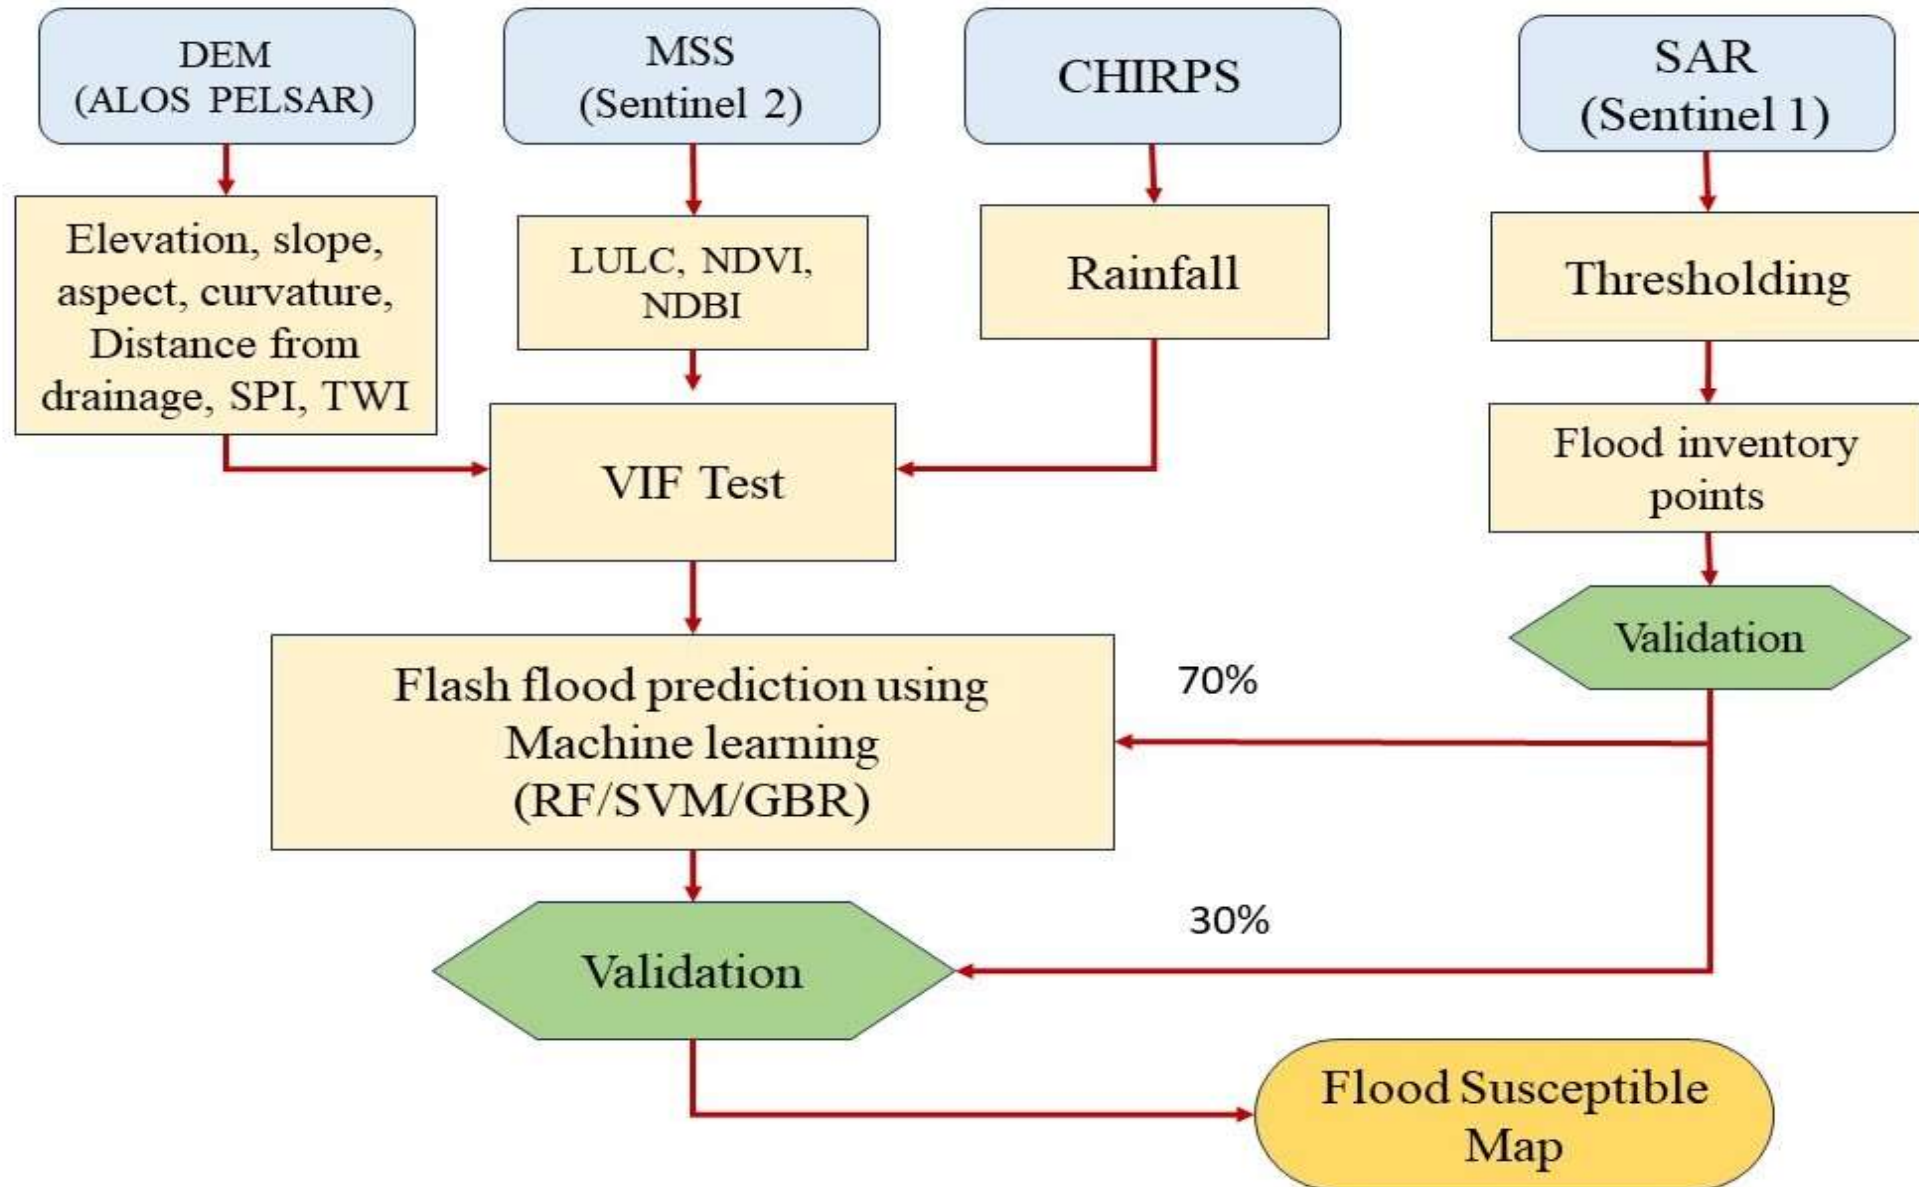 DEM
(ALOS PELSAR)
MSS
(Sentinel 2)
CHIRPS
SAR
(Sentinel 1)
Elevation, slope,
aspect, curvature,
Distance from
drainage, SPI, TWI
LULC, NDVI,
NDBI
Rainfall
Thresholding
VIF Test
Flood inventory
points
Validation
Flash flood prediction using
Machine learning
(RF/SVM/GBR)
70%
30%
Validation
Flood Susceptible
Map